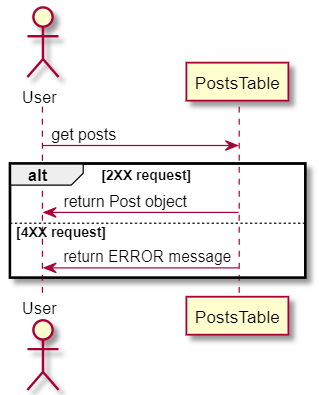 User
PostsTable
get posts
alt [2XX request]
return Post object
[4XX request]
return ERROR message
User
PostsTable